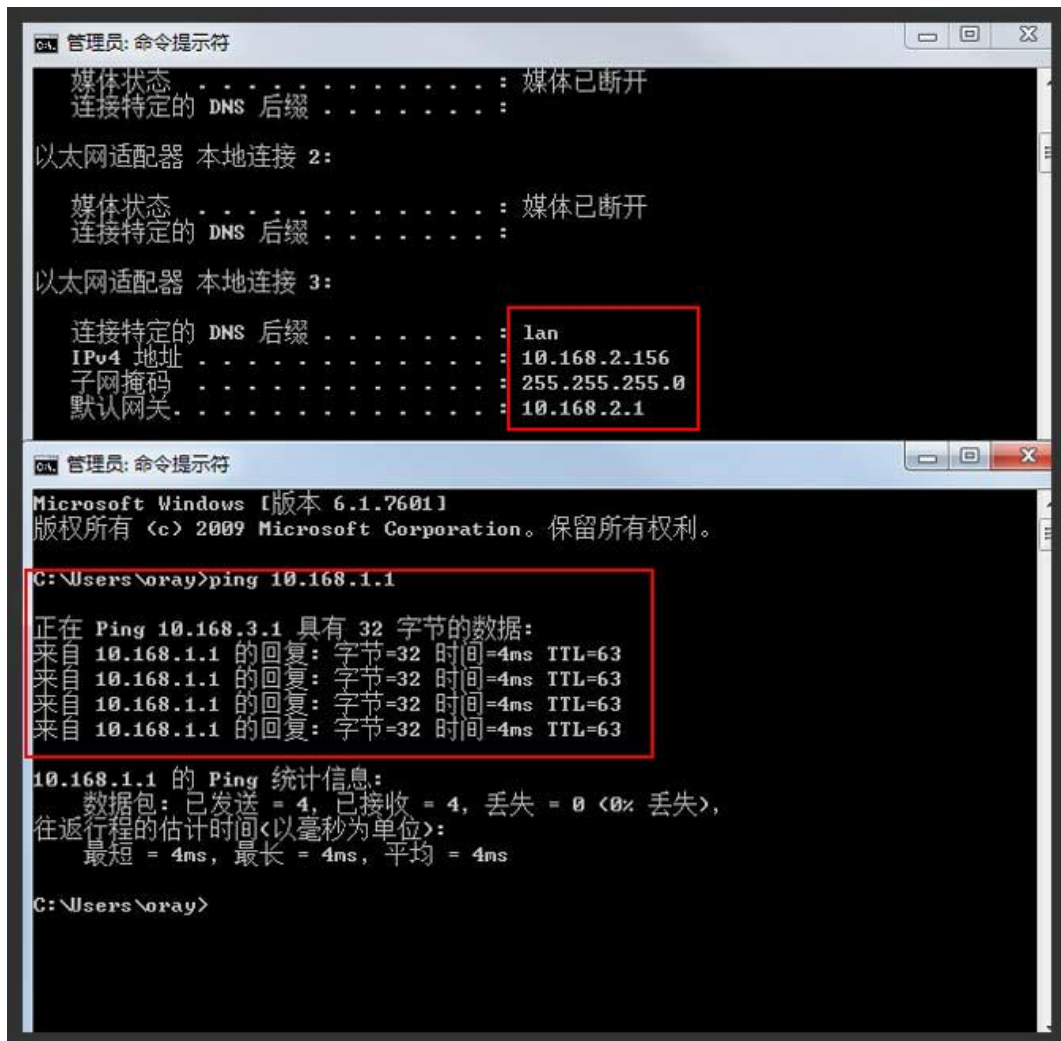 管理员: 命令提示符
媒体状态 . . . . . . . . . . . . : 媒体已断开
连接特定的 DNS 后缀 . . . . . . . :
以太网适配器 本地连接 2:
媒体状态 . . . . . . . . . . . . : 媒体已断开
连接特定的 DNS 后缀 . . . . . . . :
以太网适配器 本地连接 3:
连接特定的 DNS 后缀 . . . . . . . : lan
IPv4 地址 . . . . . . . . . . . . : 10.168.2.156
子网掩码 . . . . . . . . . . . . : 255.255.255.0
默认网关. . . . . . . . . . . . . : 10.168.2.1
管理员: 命令提示符
Microsoft Windows [版本 6.1.7601]
版权所有 (c) 2009 Microsoft Corporation。保留所有权利。
C:\Users\oray>ping 10.168.1.1
正在 Ping 10.168.3.1 具有 32 字节的数据:
来自 10.168.1.1 的回复: 字节=32 时间=4ms TTL=63
来自 10.168.1.1 的回复: 字节=32 时间=4ms TTL=63
来自 10.168.1.1 的回复: 字节=32 时间=4ms TTL=63
来自 10.168.1.1 的回复: 字节=32 时间=4ms TTL=63
10.168.1.1 的 Ping 统计信息:
数据包: 已发送 = 4, 已接收 = 4, 丢失 = 0 (0% 丢失),
往返行程的估计时间(以毫秒为单位):
最短 = 4ms, 最长 = 4ms, 平均 = 4ms
C:\Users\oray>